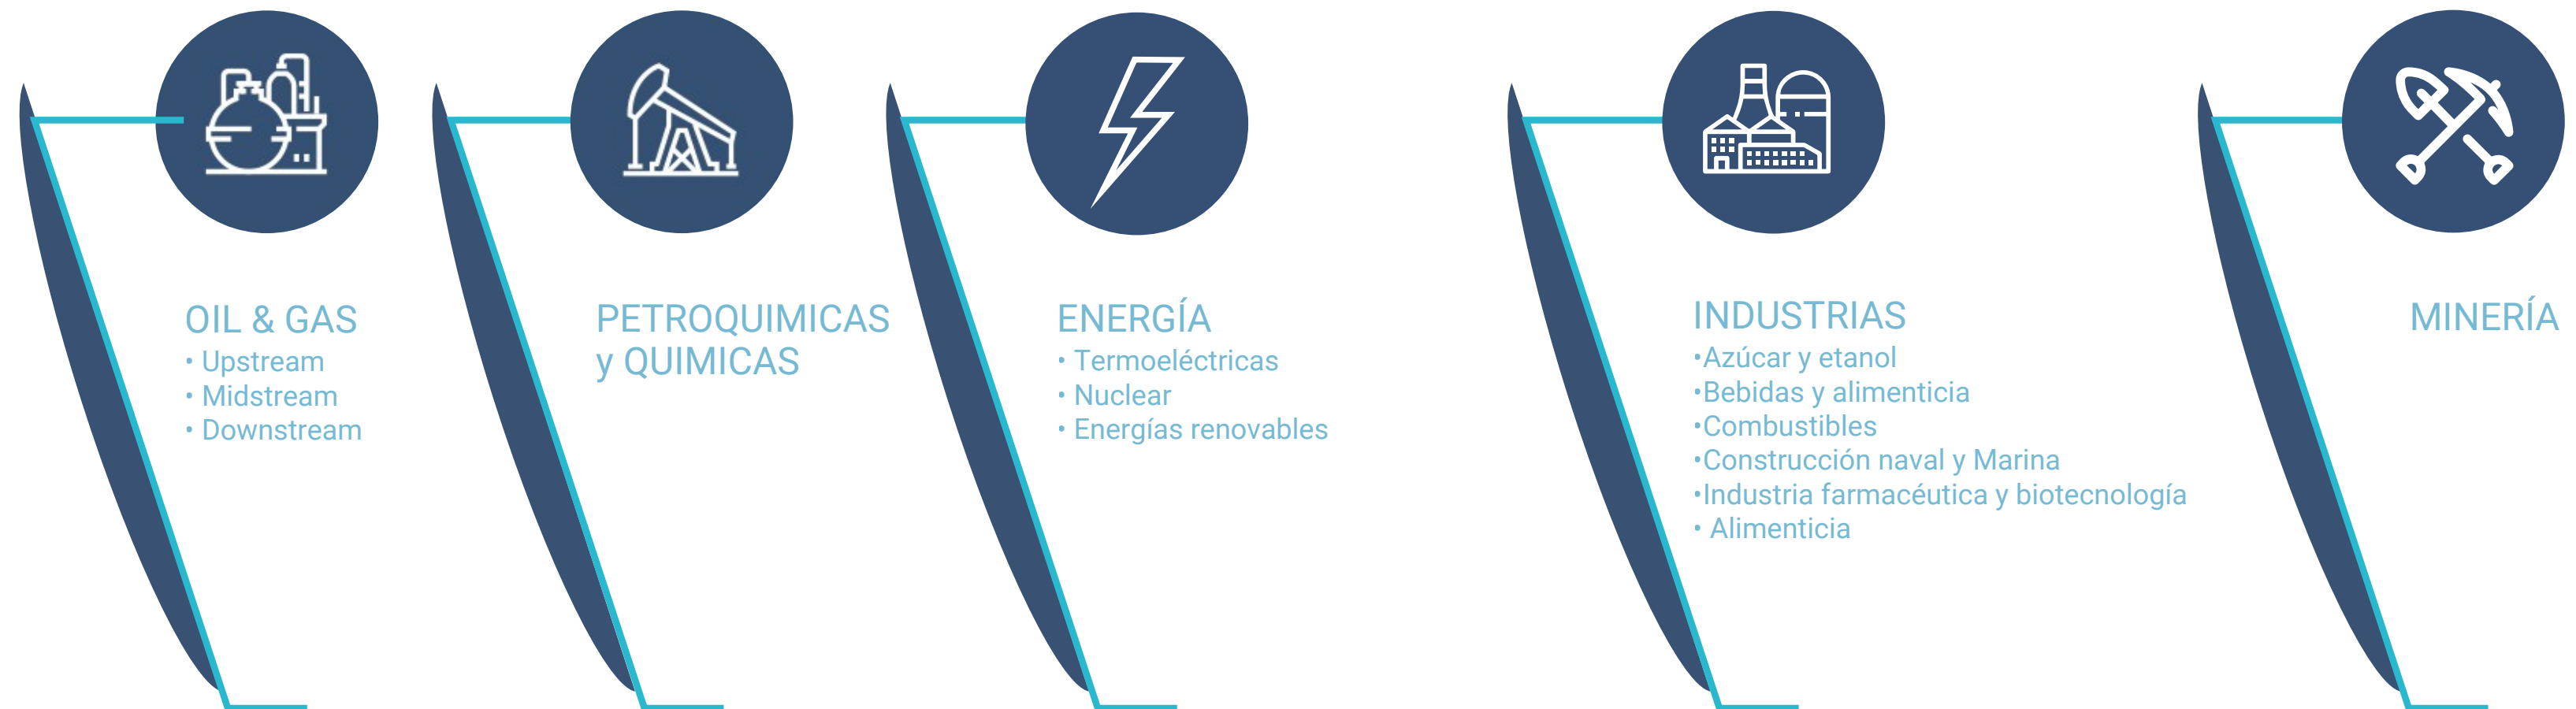 OIL & GAS
• Upstream
• Midstream
• Downstream
PETROQUIMICAS
y QUIMICAS
ENERGÍA
• Termoeléctricas
• Nuclear
• Energías renovables
INDUSTRIAS
•Azúcar y etanol
•Bebidas y alimenticia
•Combustibles
•Construcción naval y Marina
•Industria farmacéutica y biotecnología
• Alimenticia
MINERÍA